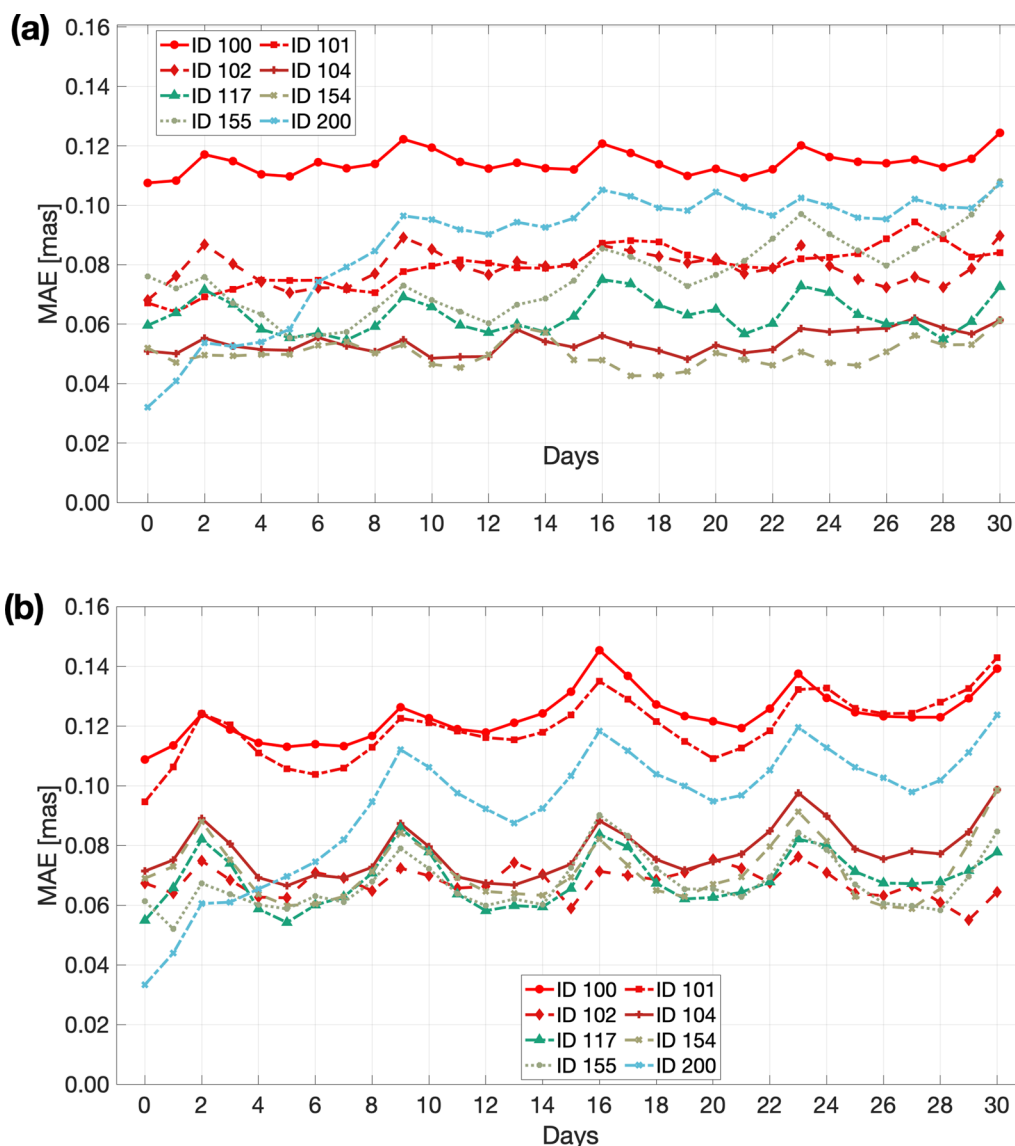 (a)
0.16
0.14
0.12
0.10
0.08
0.06
0.04
0.02
0.00
MAE [mas]
ID 100 ID 101
ID 102 ID 104
ID 117 ID 154
ID 155 ID 200
Days
0 2 4 6 8 10 12 14 16 18 20 22 24 26 28 30
(b)
0.16
0.14
0.12
0.10
0.08
0.06
0.04
0.02
0.00
MAE [mas]
ID 100 ID 101
ID 102 ID 104
ID 117 ID 154
ID 155 ID 200
0 2 4 6 8 10 12 14 16 18 20 22 24 26 28 30
Days